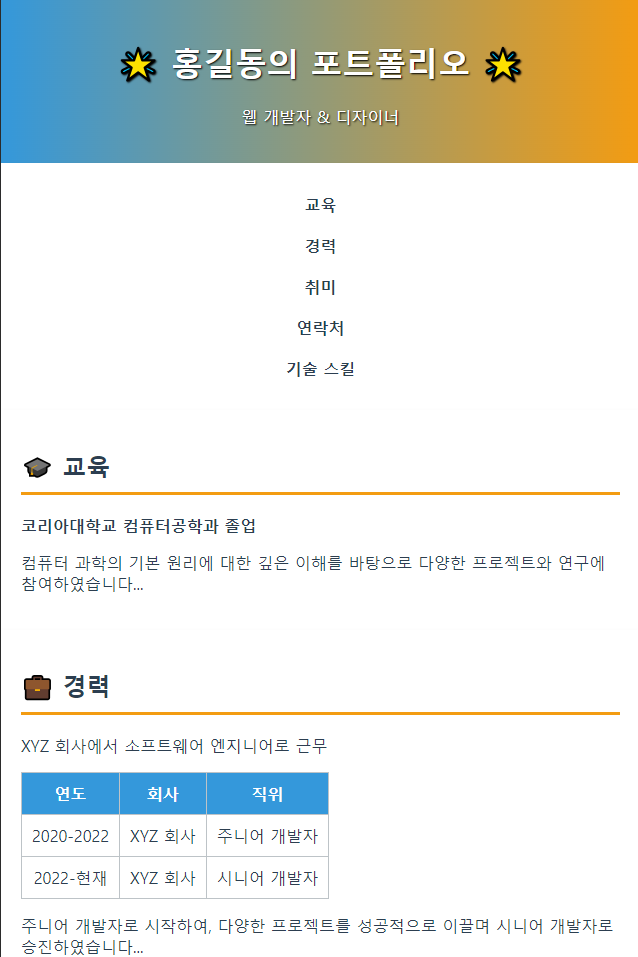 🌟 홍길동의 포트폴리오 🌟
웹 개발자 & 디자이너
교육
경력
취미
연락처
기술 스킬
🎓 교육
코리아대학교 컴퓨터공학과 졸업
컴퓨터 과학의 기본 원리에 대한 깊은 이해를 바탕으로 다양한 프로젝트와 연구에
참여하였습니다...
💼 경력
XYZ 회사에서 소프트웨어 엔지니어로 근무
연도 회사 직위
2020-2022 XYZ 회사 주니어 개발자
2022-현재 XYZ 회사 시니어 개발자
주니어 개발자로 시작하여, 다양한 프로젝트를 성공적으로 이끌며 시니어 개발자로
승진하였습니다...